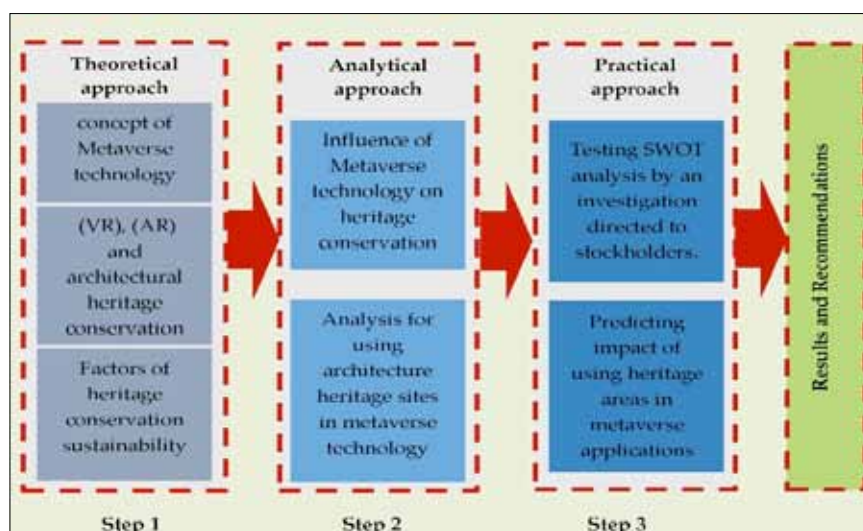 Theoretical
approach
concept of
Metaverse
technology
(VR), (AR)
and
architectural
heritage
conservation
Factors of
heritage
conservation
sustainability
Step 1
Analytical
approach
Influence of
Metaverse
technology on
heritage
conservation
Analysis for
using
architecture
heritage sites
in metaverse
technology
Step 2
Practical
approach
Testing SWOT
analysis by an
investigation
directed to
stockholders.
Predicting
impact of
using heritage
areas in
metaverse
applications
Step 3
Results and Recommendations